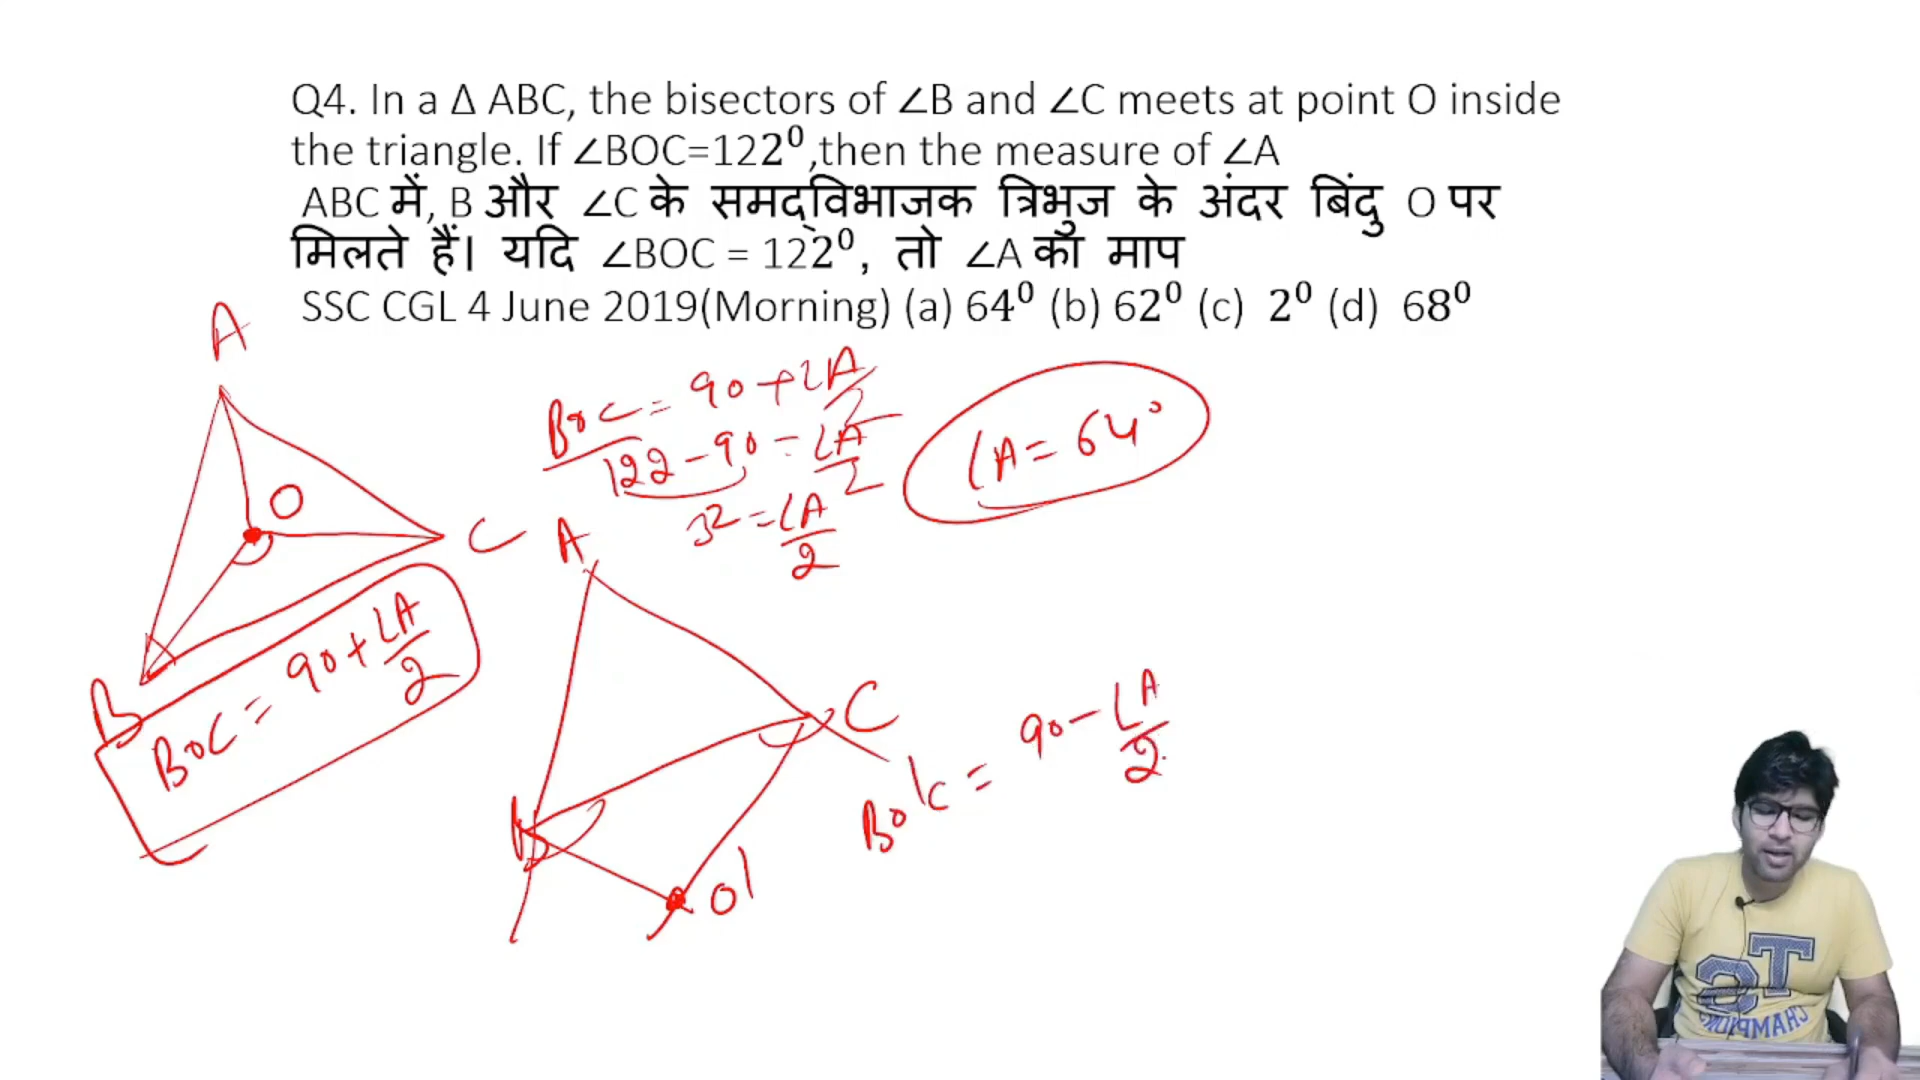 Q4. In a Δ ABC, the bisectors of ∠B and ∠C meets at point O inside
the triangle. If ∠BOC=122⁰,then the measure of ∠A
ABC में, B और ∠C के समद्विभाजक त्रिभुज के अंदर बिंदु O पर
मिलते हैं। यदि ∠BOC = 122⁰, तो ∠A का माप
SSC CGL 4 June 2019(Morning) (a) 64⁰ (b) 62⁰ (c) 2⁰ (d) 68⁰
A
O
C
B
BOC = 90 + ∠A/2
BOC = 90 + ∠A/2
122 - 90 = ∠A/2
32 = ∠A/2
∠A = 64°
A
C
B
O'
BO'C = 90 - ∠A/2
TS
CHAMPION